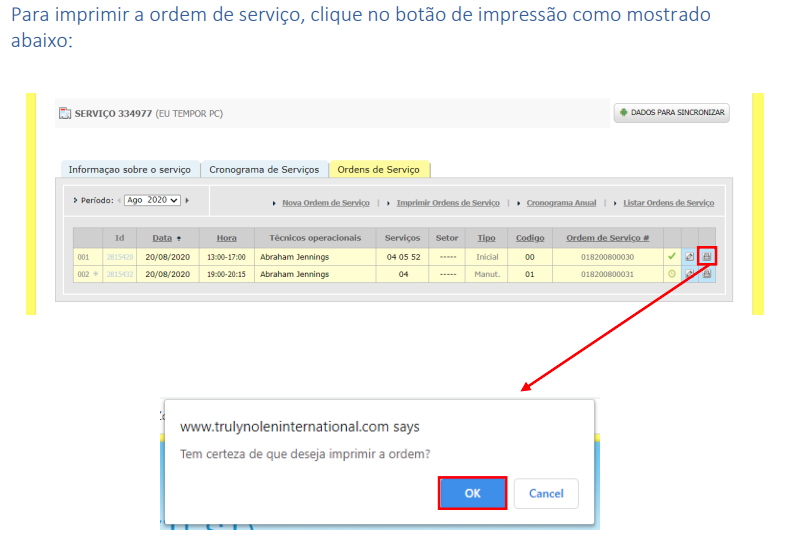 Para imprimir a ordem de serviço, clique no botão de impressão como mostrado
abaixo:
SERVIÇO 334977 (EU TEMPOR PC)
DADOS PARA SINCRONIZAR
Informaçao sobre o serviço
Cronograma de Serviços
Ordens de Serviço
Período: Ago 2020
Nova Ordem de Serviço | Imprimir Ordens de Serviço | Cronograma Anual | Listar Ordens de Serviço
Id Data Hora Técnicos operacionais Serviços Setor Tipo Codigo Ordem de Serviço #
001 2815420 20/08/2020 13:00-17:00 Abraham Jennings 04 05 52 ----- Inicial 00 018200800030
002 2815432 20/08/2020 19:00-20:15 Abraham Jennings 04 ----- Manut. 01 018200800031
www.trulynoleninternational.com says
Tem certeza de que deseja imprimir a ordem?
OK
Cancel